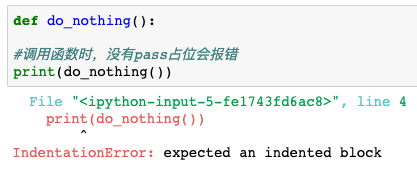 def do_nothing():
#调用函数时，没有pass占位会报错
print(do_nothing())
File "<ipython-input-5-fe1743fd6ac8>", line 4
print(do_nothing())
^
IndentationError: expected an indented block